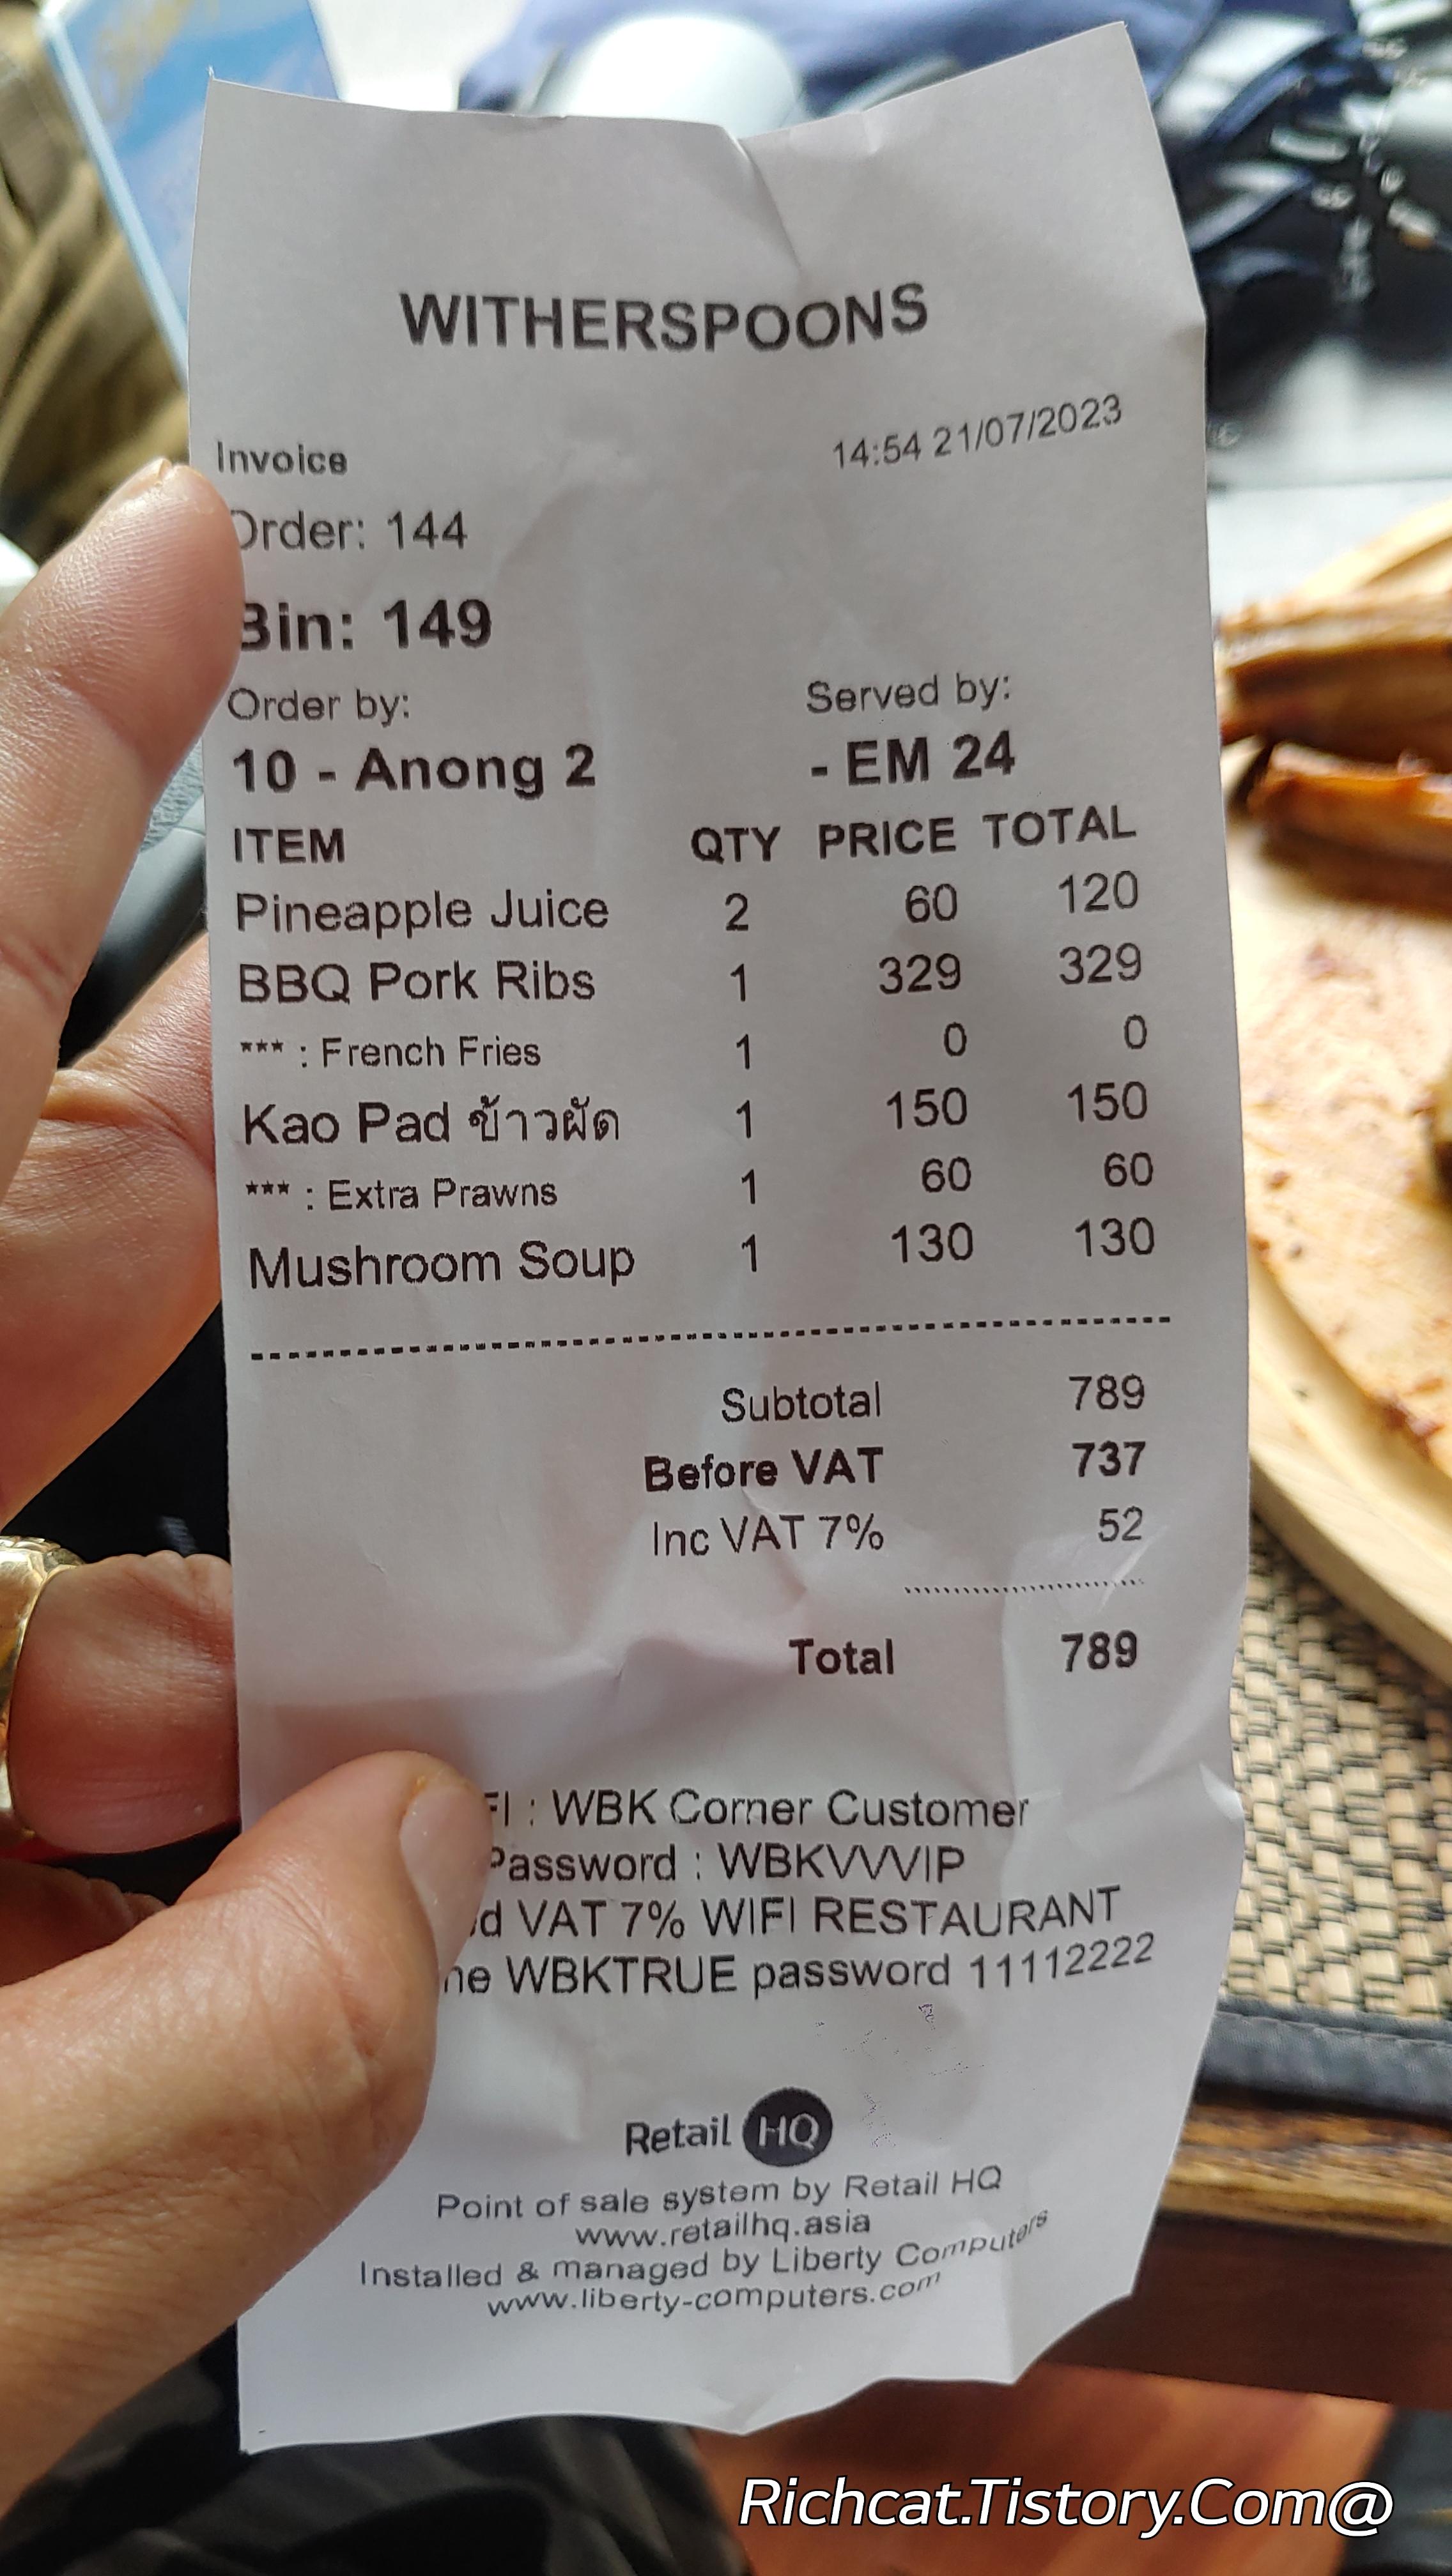 WITHERSPOONS
Invoice 14:54 21/07/2023
Order: 144
Bin: 149
Order by: Served by:
10 - Anong 2 - EM 24
ITEM QTY PRICE TOTAL
Pineapple Juice 2 60 120
BBQ Pork Ribs 1 329 329
*** : French Fries 1 0 0
Kao Pad ข้าวผัด 1 150 150
*** : Extra Prawns 1 60 60
Mushroom Soup 1 130 130
Subtotal 789
Before VAT 737
Inc VAT 7% 52
Total 789
: WBK Corner Customer
Password : WBKVVVIP
VAT 7% WIFI RESTAURANT
WBKTRUE password 11112222
Retail HQ
Point of sale system by Retail HQ
www.retailhq.asia
Installed & managed by Liberty Computers
www.liberty-computers.com
Richcat.Tistory.Com@